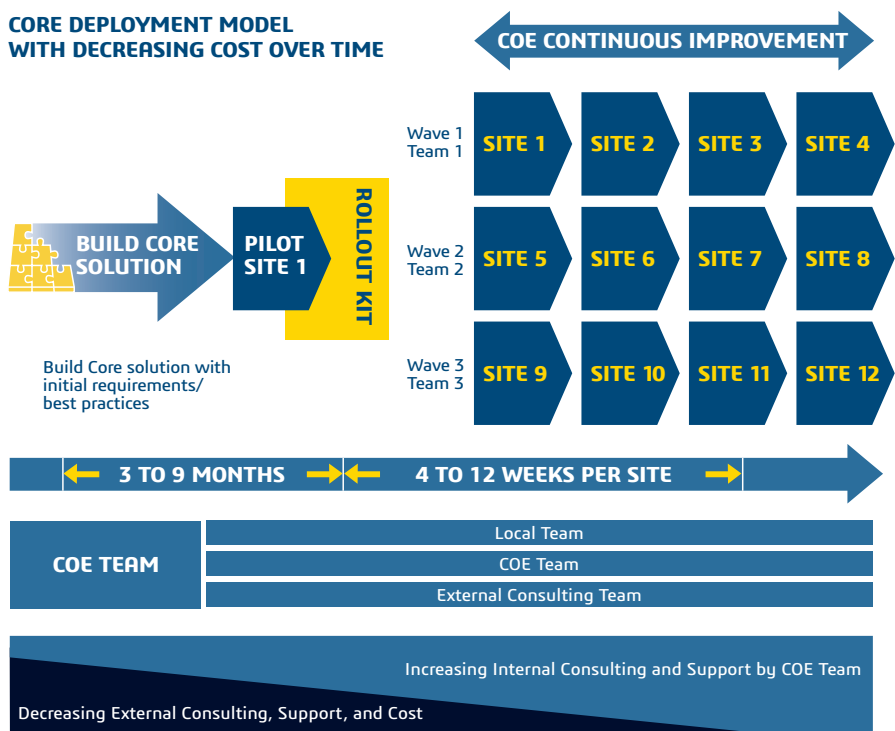 CORE DEPLOYMENT MODEL
WITH DECREASING COST OVER TIME
COE CONTINUOUS IMPROVEMENT
Wave 1
Team 1
SITE 1
SITE 2
SITE 3
SITE 4
BUILD CORE
SOLUTION
PILOT
SITE 1
ROLLOUT KIT
Wave 2
Team 2
SITE 5
SITE 6
SITE 7
SITE 8
Build Core solution with
initial requirements/
best practices
Wave 3
Team 3
SITE 9
SITE 10
SITE 11
SITE 12
3 TO 9 MONTHS
4 TO 12 WEEKS PER SITE
COE TEAM
Local Team
COE Team
External Consulting Team
Increasing Internal Consulting and Support by COE Team
Decreasing External Consulting, Support, and Cost